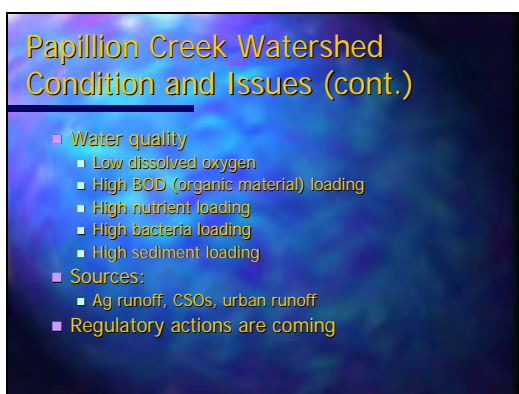 Papillion Creek Watershed
Condition and Issues (cont.)
Water quality
Low dissolved oxygen
High BOD (organic material) loading
High nutrient loading
High bacteria loading
High sediment loading
Sources:
Ag runoff, CSOs, urban runoff
Regulatory actions are coming